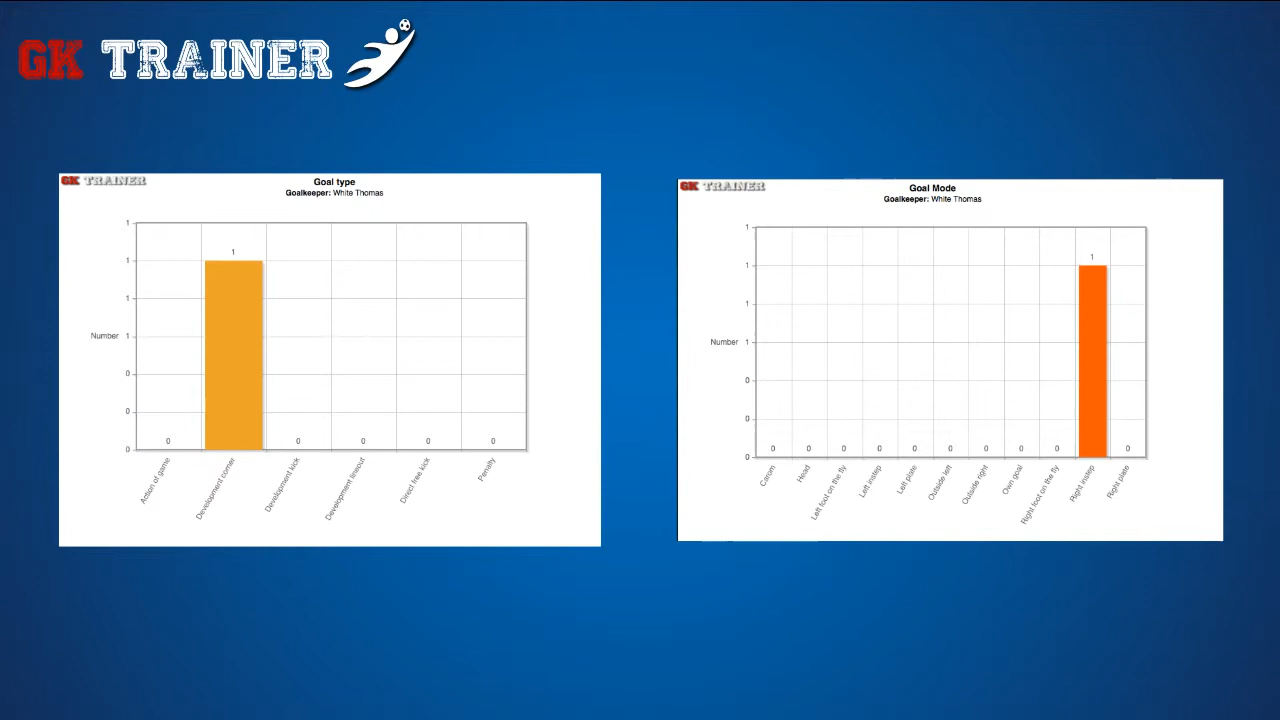 GK TRAINER
GK TRAINER
Goal type
Goalkeeper: White Thomas
1
1
1
Number 1
0
0
0
0
1
0
0
0
0
Action of game
Development corner
Development kick
Development timeout
Direct free kick
Penalty
GK TRAINER
Goal Mode
Goalkeeper: White Thomas
1
1
1
Number 1
0
0
0
0
0
0
0
0
0
0
0
0
1
0
Carom
Head
Left foot on the fly
Left instep
Left plate
Outside left
Outside right
Own goal
Right foot on the fly
Right instep
Right plate